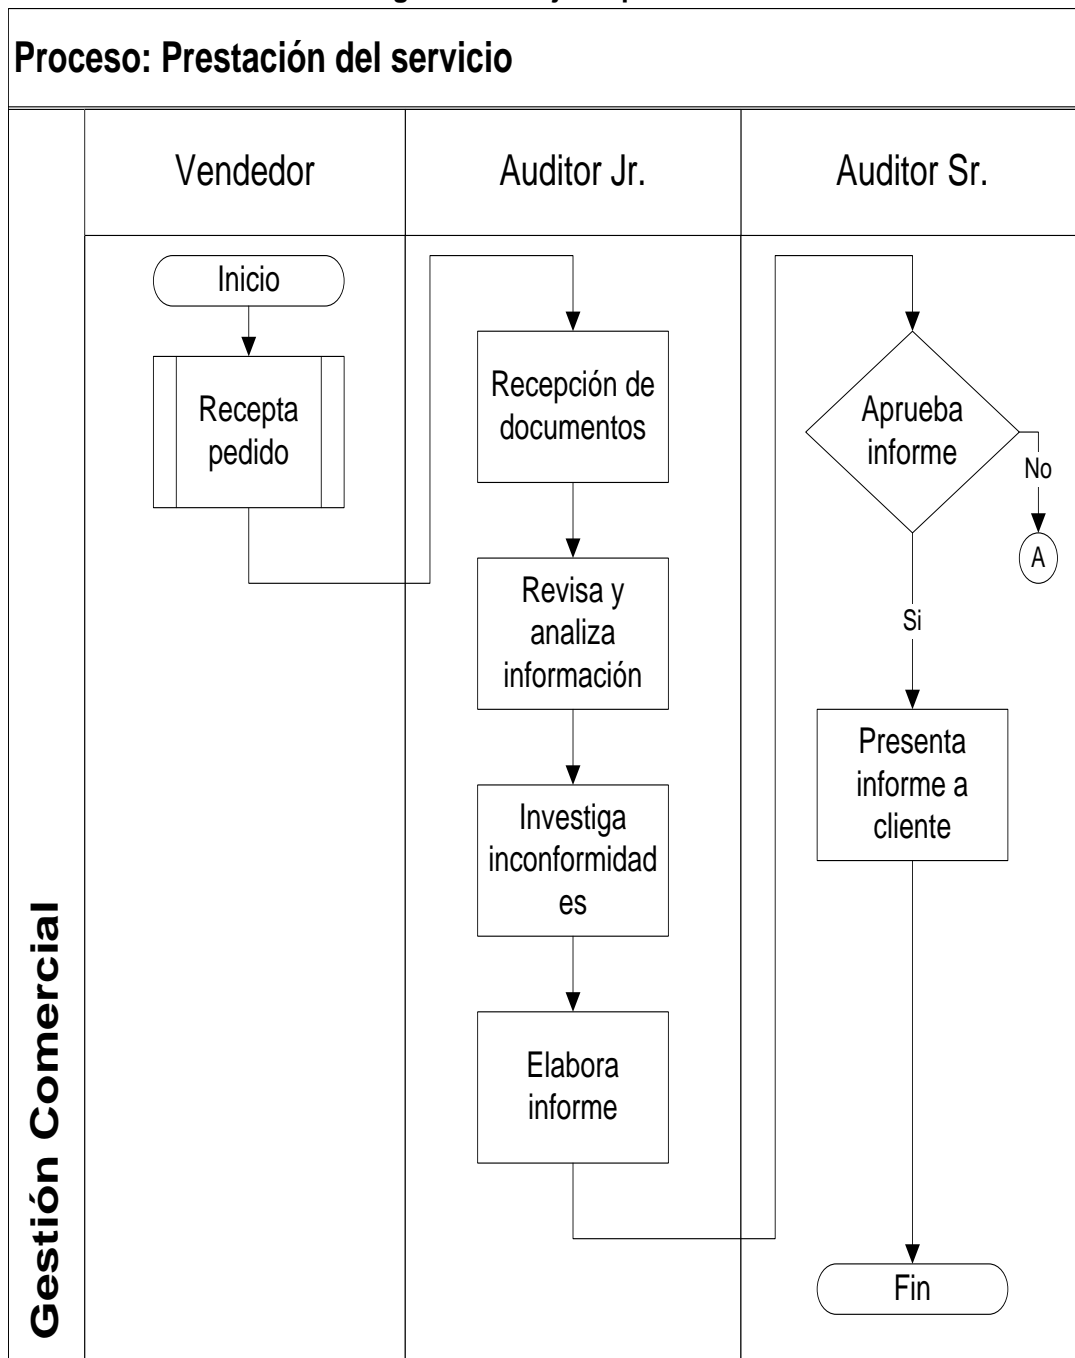 Proceso: Prestación del servicio
Vendedor
Auditor Jr.
Auditor Sr.
Gestión Comercial
Inicio
Recepta
pedido
Recepción de
documentos
Revisa y
analiza
información
Investiga
inconformidad
es
Elabora
informe
Aprueba
informe
No
A
Si
Presenta
informe a
cliente
Fin